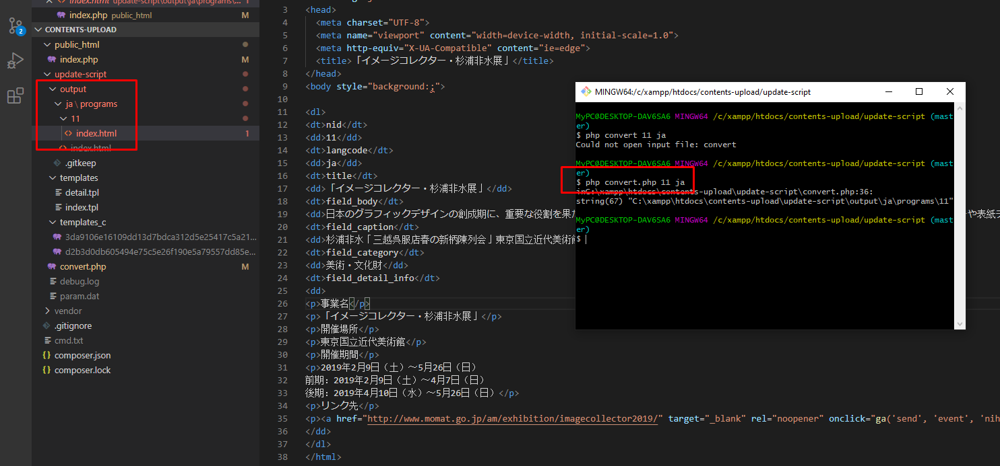 index.html update-script\output\ja\programs\... 1
index.php public_html M
2
CONTENTS-UPLOAD
public_html
index.php M
update-script
output
ja \ programs
11
index.html 1
index.html
.gitkeep
templates
detail.tpl
index.tpl
templates_c
3da9106e16109dd13d7bdca312d5e25417c5a21...
d2b3d0db605494e75c5e26f190e5a79557dd85e...
convert.php M
debug.log
param.dat
vendor
.gitignore
cmd.txt
{} composer.json
{} composer.lock
3 <head>
4 <meta charset="UTF-8">
5 <meta name="viewport" content="width=device-width, initial-scale=1.0">
6 <meta http-equiv="X-UA-Compatible" content="ie=edge">
7 <title>「イメージコレクター・杉浦非水展」</title>
8 </head>
9 <body style="background:;">
10
11 <dl>
12 <dt>nid</dt>
13 <dd>11</dd>
14 <dt>langcode</dt>
15 <dd>ja</dd>
16 <dt>title</dt>
17 <dd>「イメージコレクター・杉浦非水展」</dd>
18 <dt>field_body</dt>
19 <dd>日本のグラフィックデザインの創成期に、重要な役割を果た
や表紙デ
20 <dt>field_caption</dt>
21 <dd>杉浦非水「三越呉服店春の新柄陳列会」東京国立近代美術館
22 <dt>field_category</dt>
23 <dd>美術・文化財</dd>
24 <dt>field_detail_info</dt>
25 <dd>
26 <p>事業名</p>
27 <p>「イメージコレクター・杉浦非水展」</p>
28 <p>開催場所</p>
29 <p>東京国立近代美術館</p>
30 <p>開催期間</p>
31 <p>2019年2月9日（土）～5月26日（日）
32 前期：2019年2月9日（土）～4月7日（日）
33 後期：2019年4月10日（水）～5月26日（日）</p>
34 <p>リンク先</p>
35 <p><a href="http://www.momat.go.jp/am/exhibition/imagecollector2019/" target="_blank" rel="noopener" onclick="ga('send', 'event', 'nih
36 </dd>
37 </dl>
38 </html>
MINGW64:/c/xampp/htdocs/contents-upload/update-script
MyPC@DESKTOP-DAV6SA6 MINGW64 /c/xampp/htdocs/contents-upload/update-script (mast
er)
$ php convert 11 ja
Could not open input file: convert
MyPC@DESKTOP-DAV6SA6 MINGW64 /c/xampp/htdocs/contents-upload/update-script (mast
er)
$ php convert.php 11 ja
inC:\xampp\htdocs\contents-upload\update-script\convert.php:36:
string(67) "C:\xampp\htdocs\contents-upload\update-script\output\ja\programs\11"
MyPC@DESKTOP-DAV6SA6 MINGW64 /c/xampp/htdocs/contents-upload/update-script (mast
er)
$